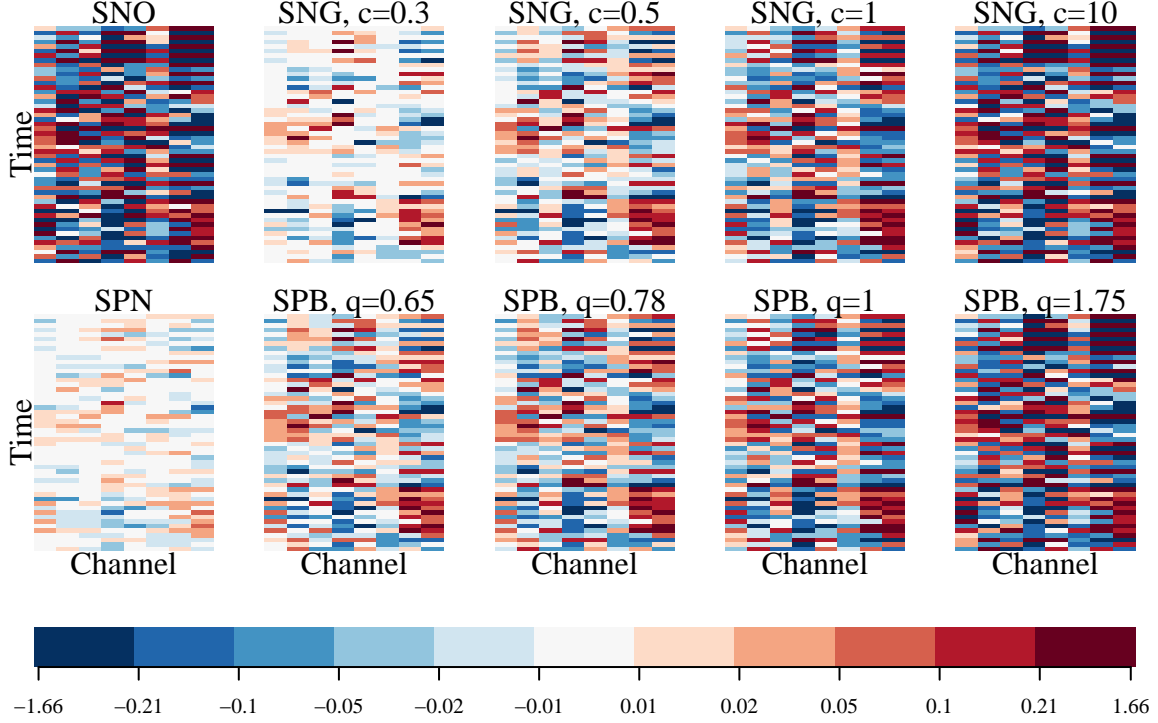 SNO SNG, c=0.3 SNG, c=0.5 SNG, c=1 SNG, c=10
Time
SPN SPB, q=0.65 SPB, q=0.78 SPB, q=1 SPB, q=1.75
Time
Channel Channel Channel Channel Channel
−1.66 −0.21 −0.1 −0.05 −0.02 −0.01 0.01 0.02 0.05 0.1 0.21 1.66